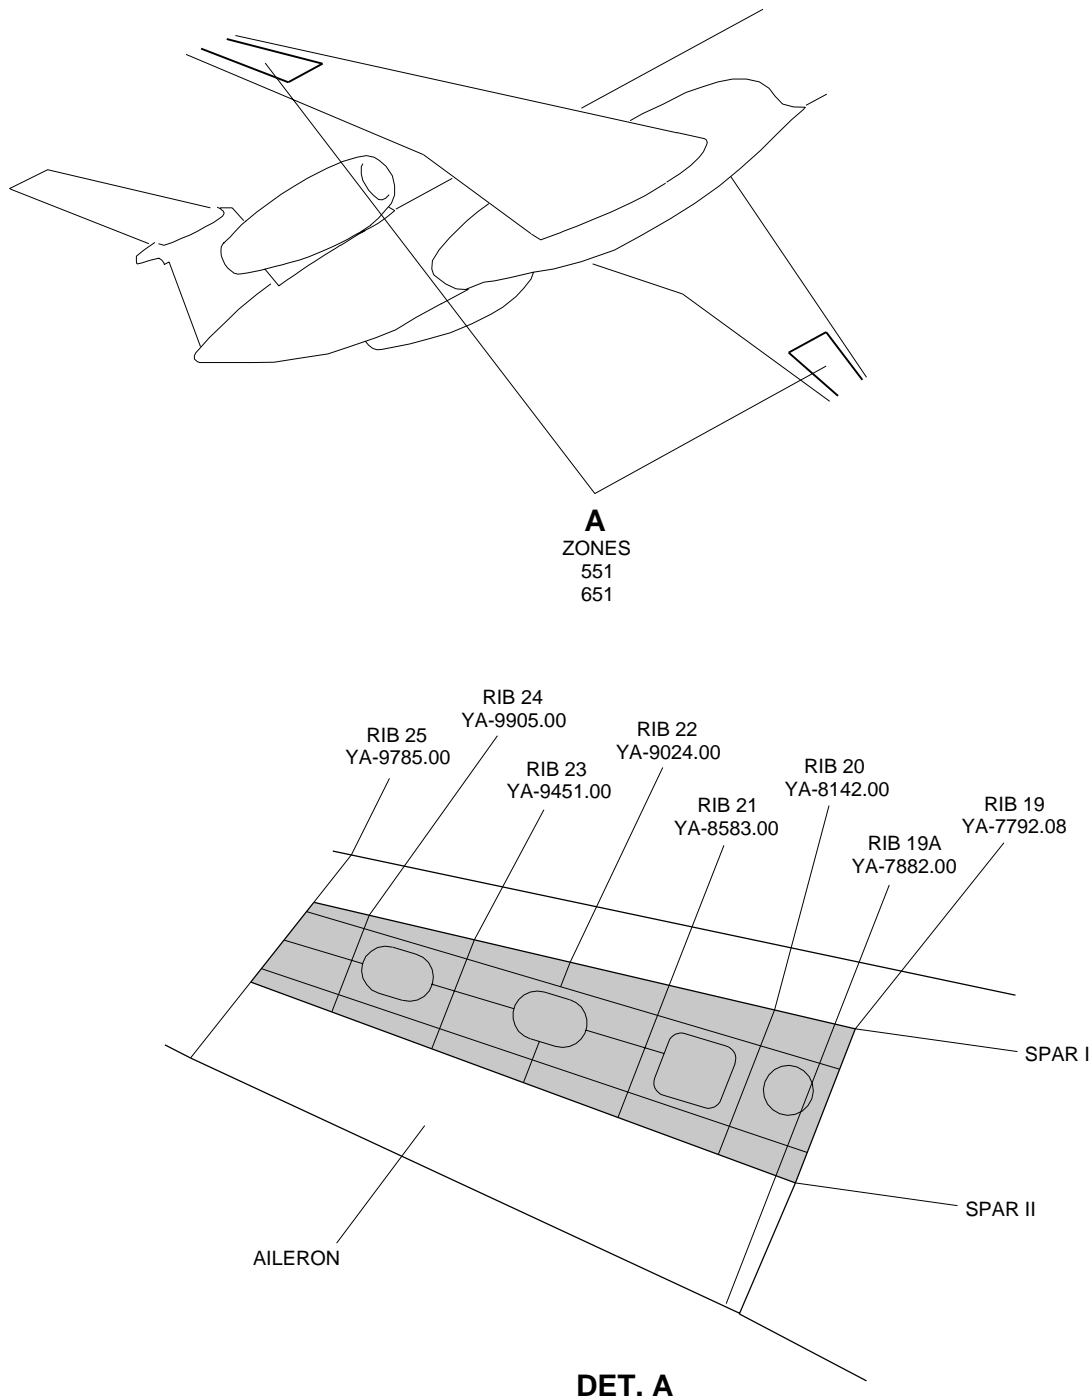 A
ZONES
551
651
RIB 24
YA-9905.00
RIB 25
YA-9785.00
RIB 22
YA-9024.00
RIB 23
YA-9451.00
RIB 20
YA-8142.00
RIB 21
YA-8583.00
RIB 19
YA-7792.08
RIB 19A
YA-7882.00
SPAR I
SPAR II
AILERON
DET. A